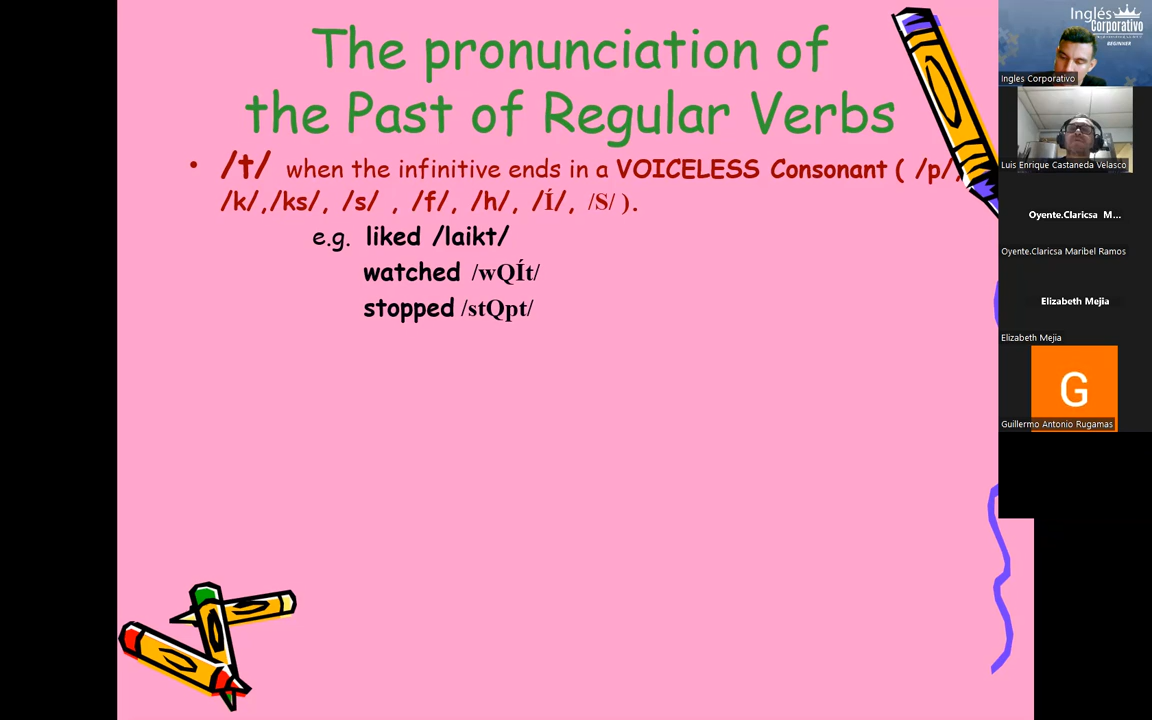 The pronunciation of
the Past of Regular Verbs
• /t/ when the infinitive ends in a VOICELESS Consonant ( /p/,
/k/,/ks/, /s/ , /f/, /h/, /Í/, /S/ ).
e.g. liked /laikt/
watched /wQÍt/
stopped /stQpt/
Inglés
Corporativo
BEGINNER
Ingles Corporativo
Luis Enrique Castaneda Velasco
Oyente.Claricsa M...
Oyente.Claricsa Maribel Ramos
Elizabeth Mejia
Elizabeth Mejia
G
Guillermo Antonio Rugamas